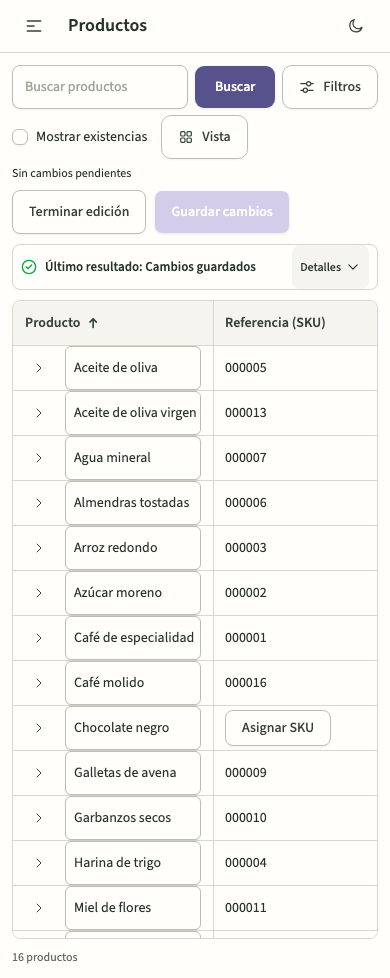 Productos
Buscar productos
Buscar
Filtros
Mostrar existencias
Vista
Sin cambios pendientes
Terminar edición
Guardar cambios
Último resultado: Cambios guardados
Detalles
Producto
Referencia (SKU)
Aceite de oliva
000005
Aceite de oliva virgen
000013
Agua mineral
000007
Almendras tostadas
000006
Arroz redondo
000003
Azúcar moreno
000002
Café de especialidad
000001
Café molido
000016
Chocolate negro
Asignar SKU
Galletas de avena
000009
Garbanzos secos
000010
Harina de trigo
000004
Miel de flores
000011
16 productos